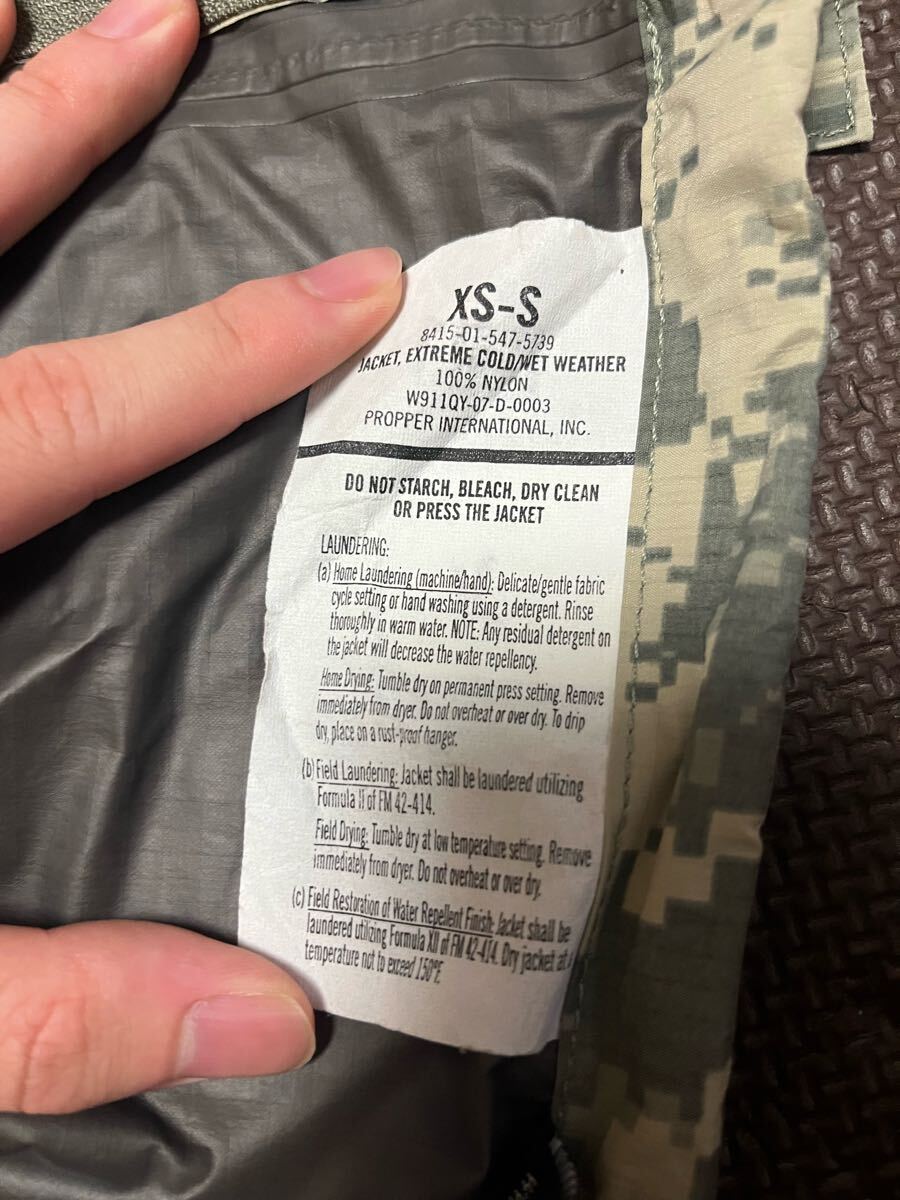 XS-S
8415-01-547-5739
JACKET, EXTREME COLD/WET WEATHER
100% NYLON
W911QY-07-D-0003
PROPPER INTERNATIONAL, INC.
DO NOT STARCH, BLEACH, DRY CLEAN
OR PRESS THE JACKET
LAUNDERING:
(a) Home Laundering (machine/hand): Delicate/gentle fabric
cycle setting or hand washing using a detergent. Rinse
thoroughly in warm water. NOTE: Any residual detergent on
the jacket will decrease the water repellency.
Home Drying: Tumble dry on permanent press setting. Remove
immediately from dryer. Do not overheat or over dry. To drip
dry, place on a rust-proof hanger.
(b) Field Laundering: Jacket shall be laundered utilizing
Formula II of FM 42-414.
Field Drying: Tumble dry at low temperature setting. Remove
immediately from dryer. Do not overheat or over dry.
(c) Field Restoration of Water Repellent Finish: Jacket shall be
laundered utilizing Formula XII of FM 42-414. Dry jacket at
temperature not to exceed 150°F.